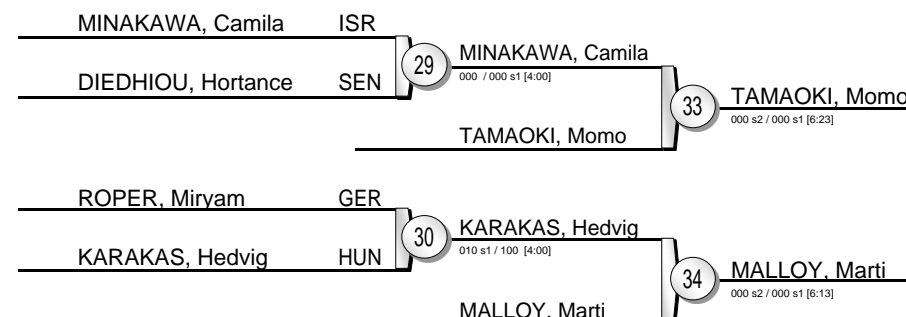 MINAKAWA, Camila ISR
29
MINAKAWA, Camila
000 / 000 s1 [4:00]
DIEDHIOU, Hortance SEN
33
TAMAOKI, Momo
000 s2 / 000 s1 [6:23]
TAMAOKI, Momo
ROPER, Miryam GER
30
KARAKAS, Hedvig
010 s1 / 100 [4:00]
KARAKAS, Hedvig HUN
34
MALLOY, Marti
000 s2 / 000 s1 [6:13]
MALLOY, Marti